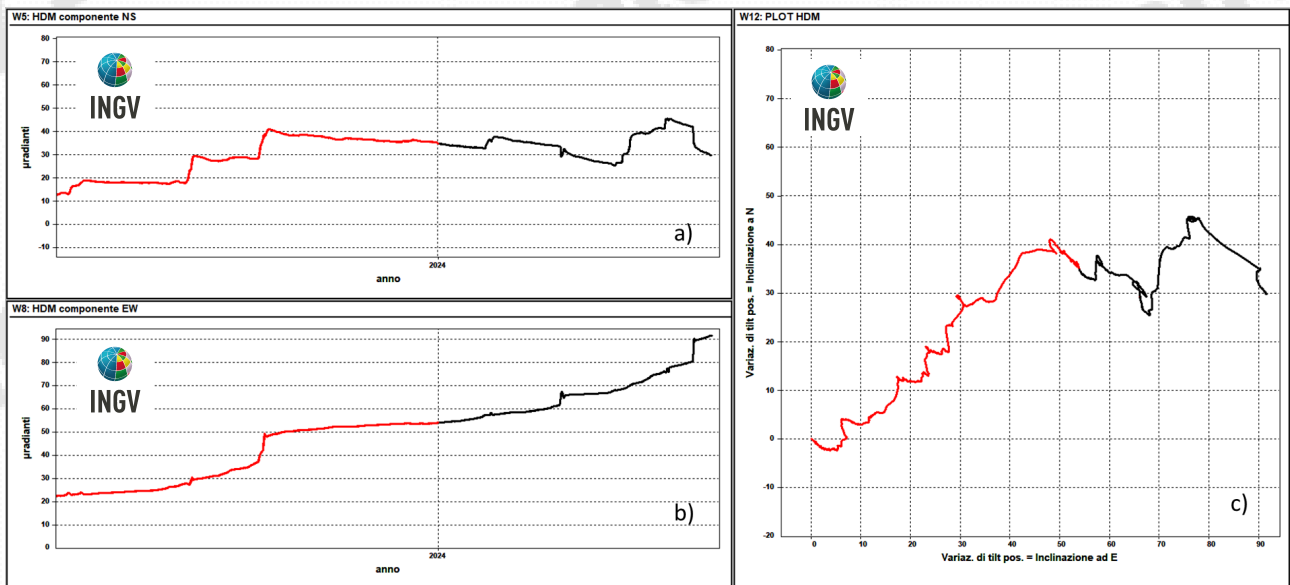 W5: HDM componente NS
80
70
60
50
40
30
20
10
0
-10
µradianti
INGV
a)
2024
anno
W8: HDM componente EW
90
80
70
60
50
40
30
20
10
0
µradianti
INGV
b)
2024
anno
W12: PLOT HDM
80
70
60
50
40
30
20
10
0
-10
-20
Variaz. di tilt pos. = Inclinazione a N
INGV
c)
0 10 20 30 40 50 60 70 80 90
Variaz. di tilt pos. = Inclinazione ad E